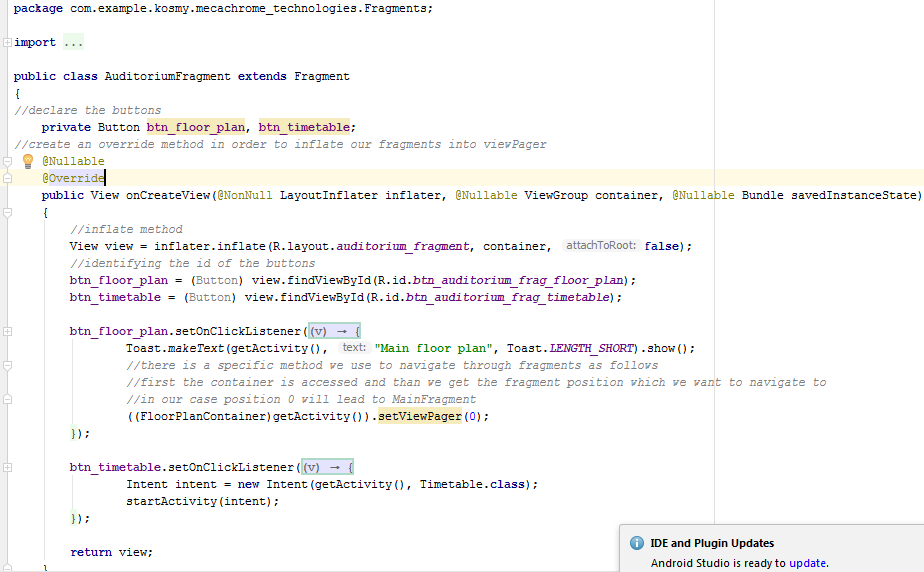 package com.example.kosmy.mecachrome_technologies.Fragments;
import ...
public class AuditoriumFragment extends Fragment
{
//declare the buttons
private Button btn_floor_plan, btn_timetable;
//create an override method in order to inflate our fragments into viewPager
@Nullable
@Override
public View onCreateView(@NonNull LayoutInflater inflater, @Nullable ViewGroup container, @Nullable Bundle savedInstanceState)
{
//inflate method
View view = inflater.inflate(R.layout.auditorium_fragment, container, attachToRoot: false);
//identifying the id of the buttons
btn_floor_plan = (Button) view.findViewById(R.id.btn_auditorium_frag_floor_plan);
btn_timetable = (Button) view.findViewById(R.id.btn_auditorium_frag_timetable);
btn_floor_plan.setOnClickListener((v) → {
Toast.makeText(getActivity(), text: "Main floor plan", Toast.LENGTH_SHORT).show();
//there is a specific method we use to navigate through fragments as follows
//first the container is accessed and than we get the fragment position which we want to navigate to
//in our case position 0 will lead to MainFragment
((FloorPlanContainer)getActivity()).setViewPager(0);
});
btn_timetable.setOnClickListener((v) → {
Intent intent = new Intent(getActivity(), Timetable.class);
startActivity(intent);
});
return view;
}
IDE and Plugin Updates
Android Studio is ready to update.